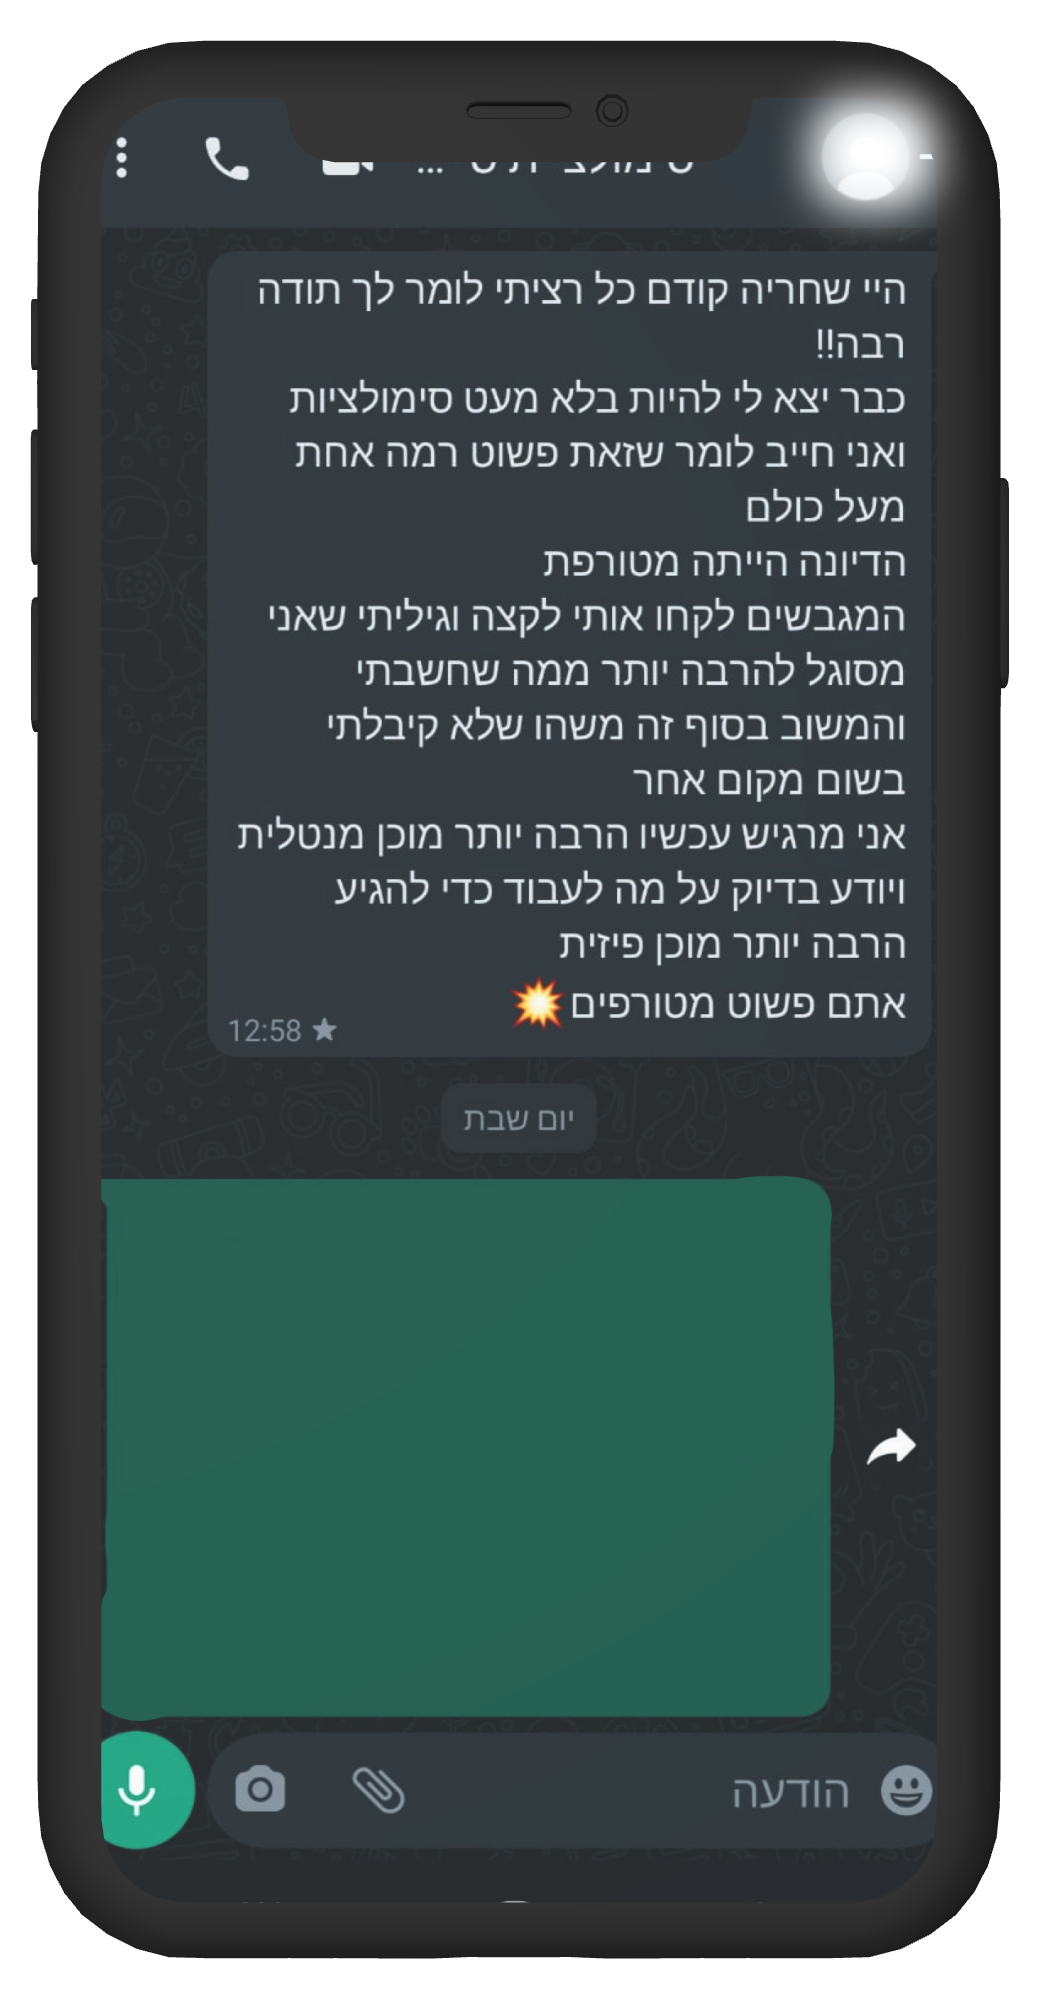 היי שחריה קודם כל רציתי לומר לך תודה
רבה!!
כבר יצא לי להיות בלא מעט סימולציות
ואני חייב לומר שזאת פשוט רמה אחת
מעל כולם
הדיונה הייתה מטורפת
המגבשים לקחו אותי לקצה וגיליתי שאני
מסוגל להרבה יותר ממה שחשבתי
והמשוב בסוף זה משהו שלא קיבלתי
בשום מקום אחר
אני מרגיש עכשיו הרבה יותר מוכן מנטלית
ויודע בדיוק על מה לעבוד כדי להגיע
הרבה יותר מוכן פיזית
אתם פשוט מטורפים💥
12:58
יום שבת
הודעה